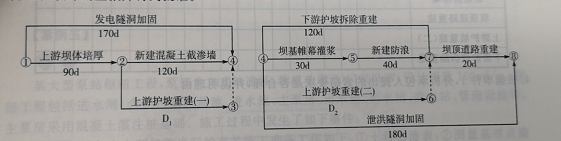 发电隧洞加固
170d
下游护坡拆除重建
120d
① 上游坝体培厚 ② 新建混凝土截渗墙 ④
90d 120d
④ 坝基帷幕灌浆 ⑤ 新建防浪 ⑦ 坝顶道路重建 ⑧
30d 40d 20d
上游护坡重建(一) ③
D₁
上游护坡重建(二) ⑥
D₂
泄洪隧洞加固
180d